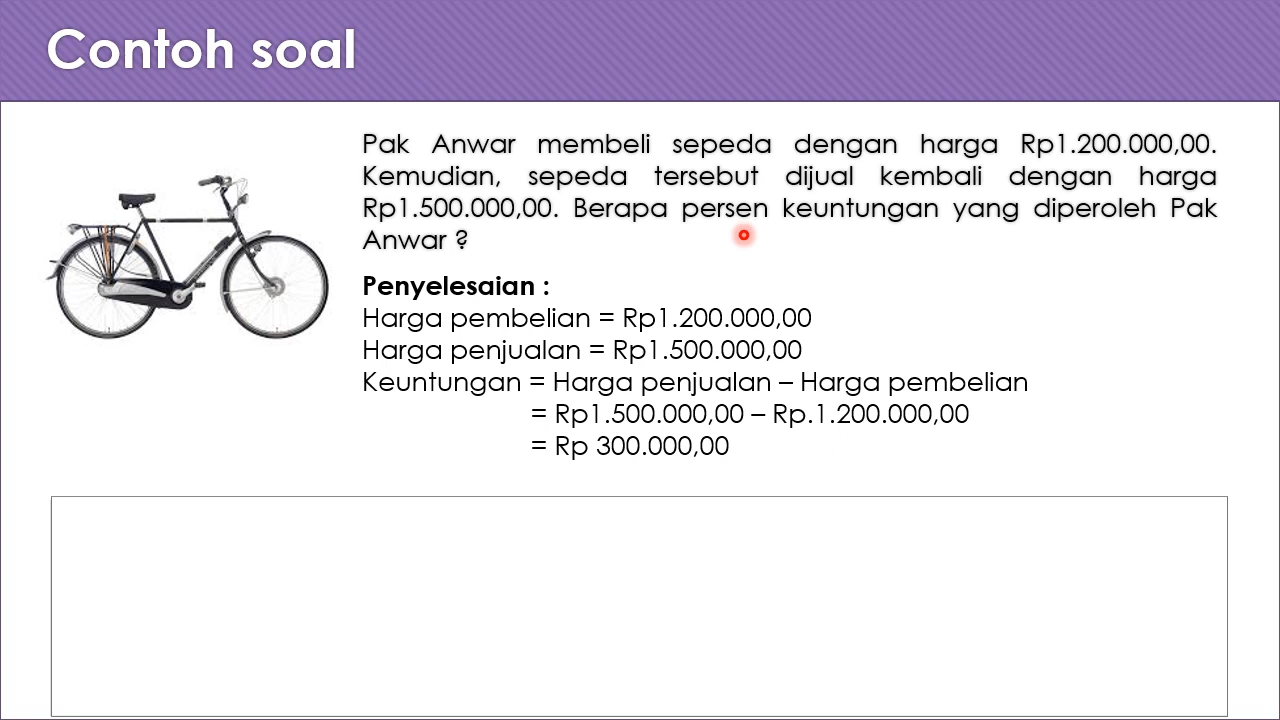 Contoh soal
Pak Anwar membeli sepeda dengan harga Rp1.200.000,00.
Kemudian, sepeda tersebut dijual kembali dengan harga
Rp1.500.000,00. Berapa persen keuntungan yang diperoleh Pak
Anwar ?
Penyelesaian :
Harga pembelian = Rp1.200.000,00
Harga penjualan = Rp1.500.000,00
Keuntungan = Harga penjualan – Harga pembelian
= Rp1.500.000,00 – Rp.1.200.000,00
= Rp 300.000,00